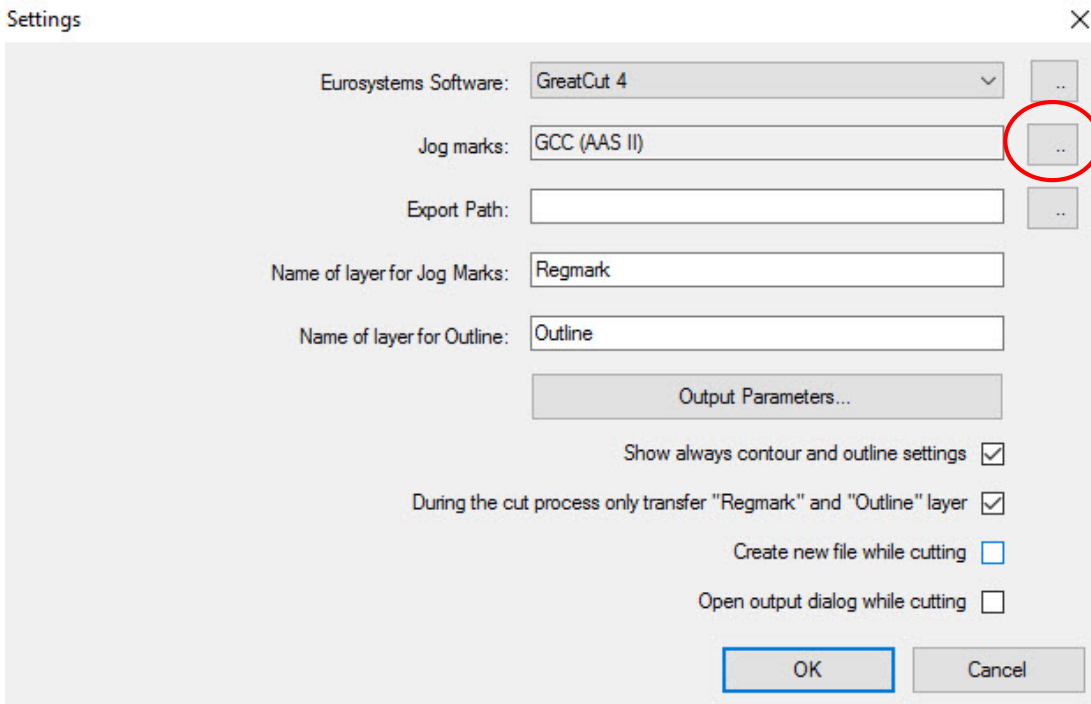 Settings
Eurosystems Software: GreatCut 4 ..
Jog marks: GCC (AAS II) ..
Export Path: ..
Name of layer for Jog Marks: Regmark
Name of layer for Outline: Outline
Output Parameters...
Show always contour and outline settings
During the cut process only transfer "Regmark" and "Outline" layer
Create new file while cutting
Open output dialog while cutting
OK Cancel